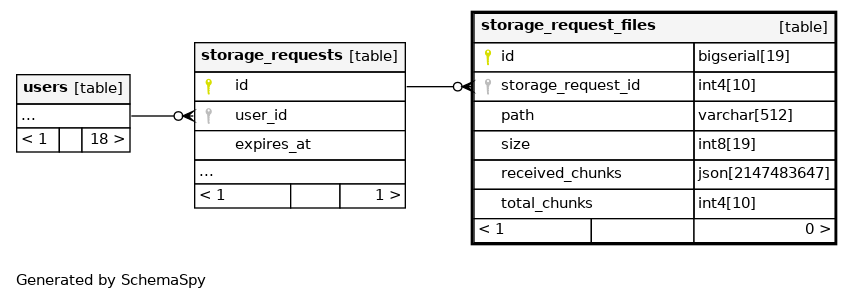 users [table]
...
< 1 18 >
storage_requests [table]
id
user_id
expires_at
...
< 1 1 >
storage_request_files [table]
id bigserial[19]
storage_request_id int4[10]
path varchar[512]
size int8[19]
received_chunks json[2147483647]
total_chunks int4[10]
< 1 0 >
Generated by SchemaSpy